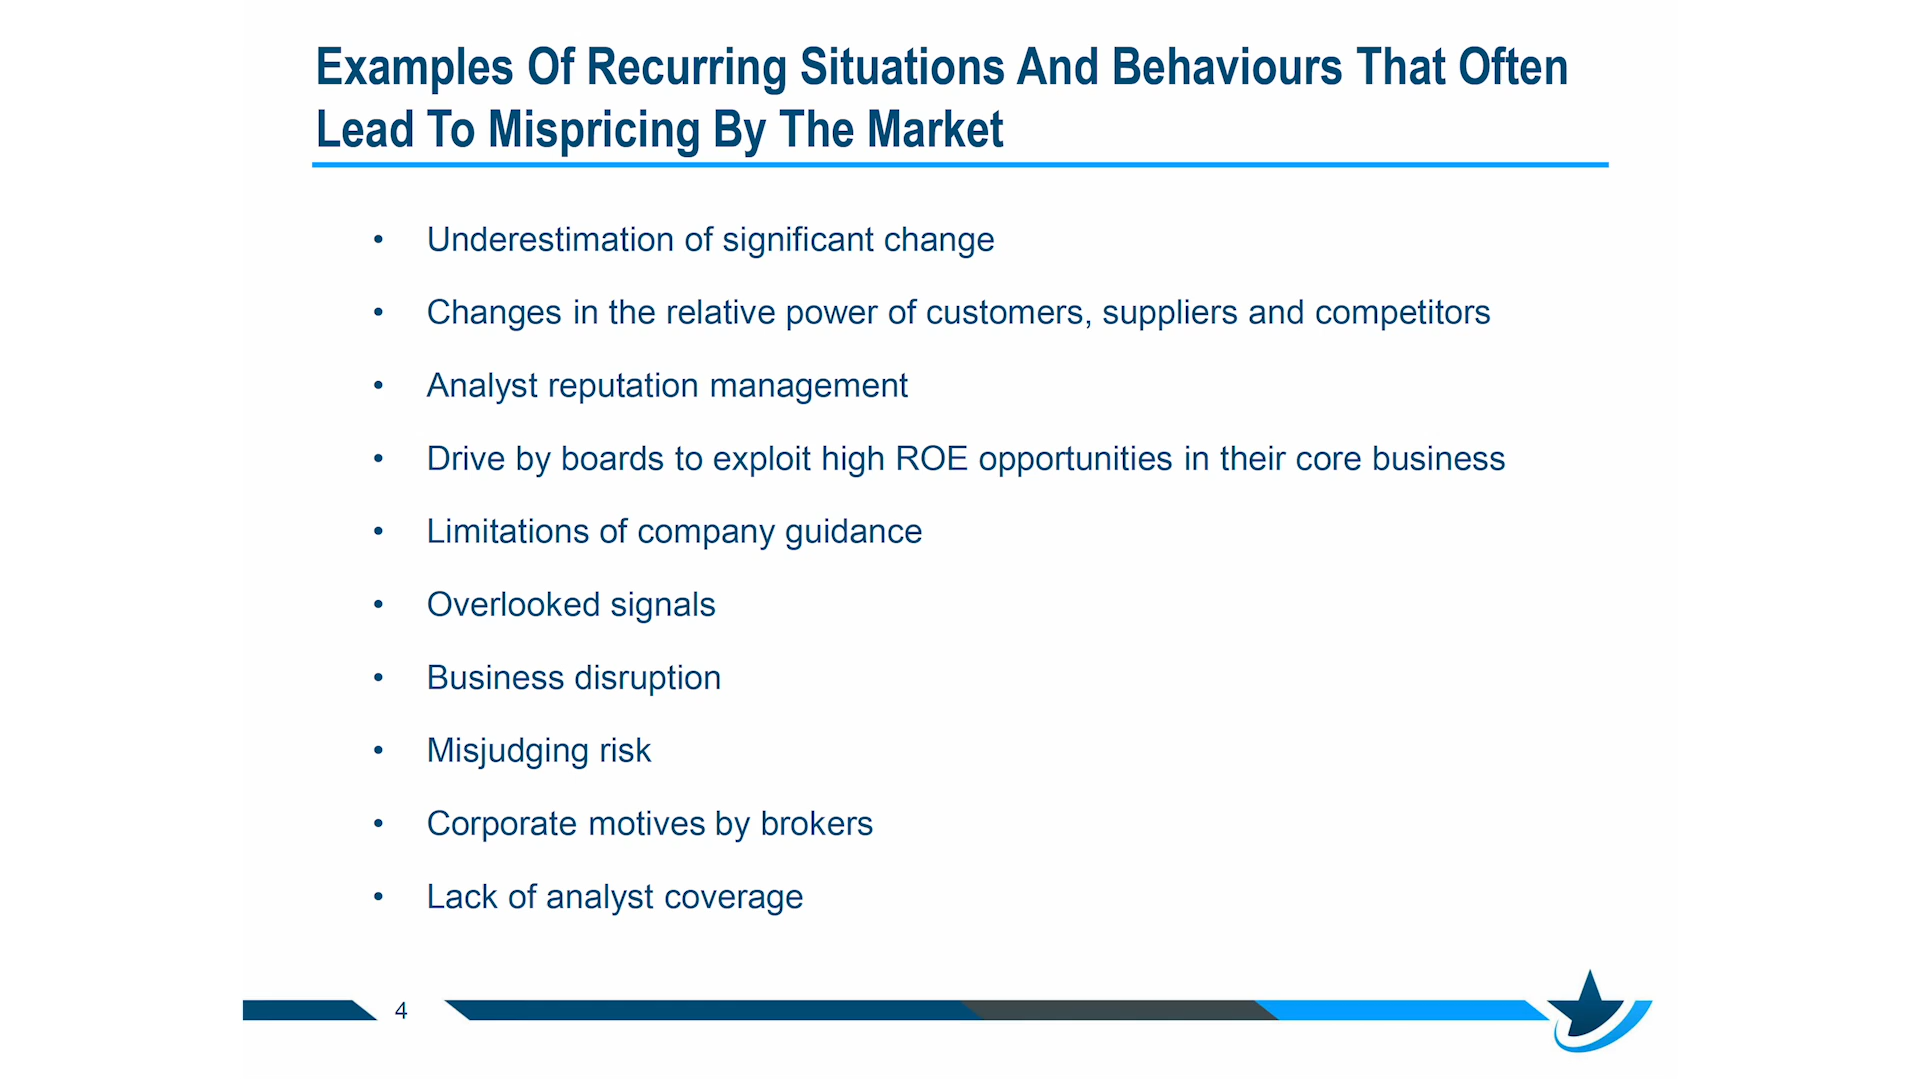 Examples Of Recurring Situations And Behaviours That Often
Lead To Mispricing By The Market
• Underestimation of significant change
• Changes in the relative power of customers, suppliers and competitors
• Analyst reputation management
• Drive by boards to exploit high ROE opportunities in their core business
• Limitations of company guidance
• Overlooked signals
• Business disruption
• Misjudging risk
• Corporate motives by brokers
• Lack of analyst coverage
4